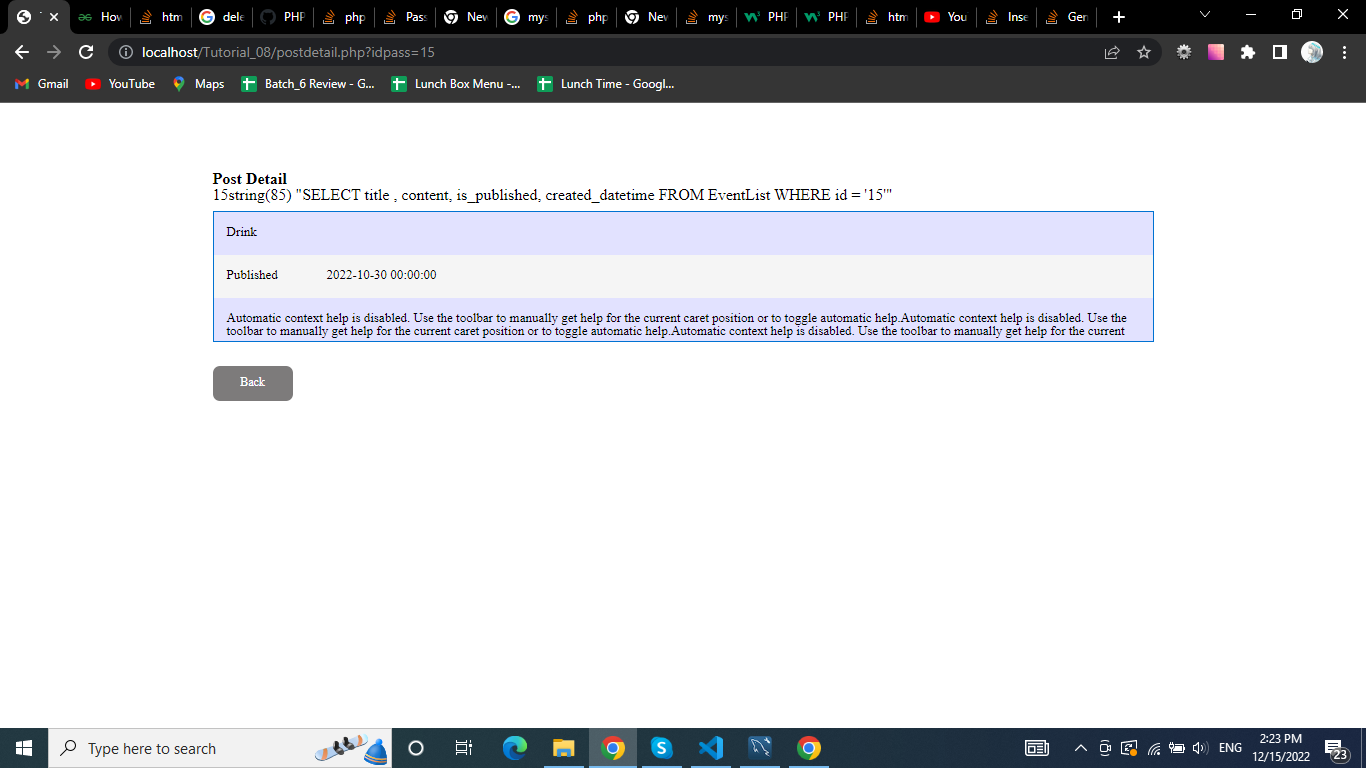 How
htm
dele
PHP
php
Pass
New
mys
php
New
mys
PHP
PHP
htm
You
Inse
Gen
localhost/Tutorial_08/postdetail.php?idpass=15
Gmail
YouTube
Maps
Batch_6 Review - G...
Lunch Box Menu -...
Lunch Time - Googl...
Post Detail
15string(85) "SELECT title , content, is_published, created_datetime FROM EventList WHERE id = '15'"
Drink
Published 2022-10-30 00:00:00
Automatic context help is disabled. Use the toolbar to manually get help for the current caret position or to toggle automatic help.Automatic context help is disabled. Use the
toolbar to manually get help for the current caret position or to toggle automatic help.Automatic context help is disabled. Use the toolbar to manually get help for the current
Back
Type here to search
ENG
2:23 PM
12/15/2022
23